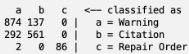 a b c <-- classified as
874 137 0 | a = Warning
292 561 0 | b = Citation
2 0 86 | c = Repair Order